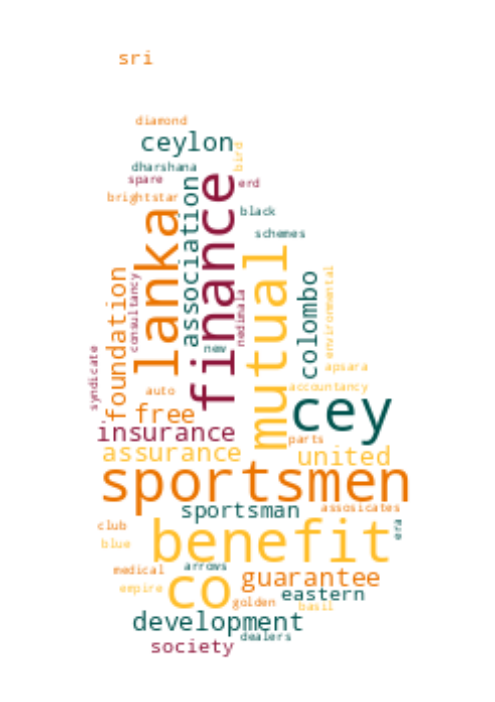 sri
diamond
ceylon
bird
dharshana
spare
erd
brightstar
finance
association
lanka
black
schemes
mutual
foundation
consultancy
colombo
environmental
nedimala
new
syndicate
apsara
auto
accountancy
free
cey
insurance
parts
assurance
united
sportsmen
sportsman
assosicates
club
era
blue
benefit
medical
arrows
co
guarantee
empire
eastern
golden
basil
development
dealers
society